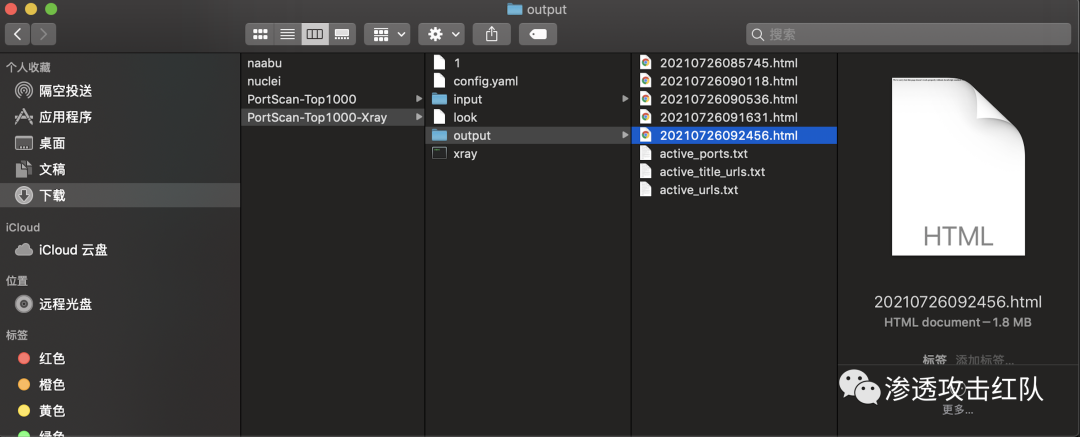 output
搜索
个人收藏
隔空投送
应用程序
桌面
文稿
下载
iCloud
iCloud 云盘
位置
远程光盘
标签
红色
橙色
黄色
绿色
naabu
nuclei
PortScan-Top1000
PortScan-Top1000-Xray
1
config.yaml
input
look
output
xray
20210726085745.html
20210726090118.html
20210726090536.html
20210726091631.html
20210726092456.html
active_ports.txt
active_title_urls.txt
active_urls.txt
HTML
20210726092456.html
HTML document — 1.8 MB
标签 添加标签...
渗透攻击红队
更多...